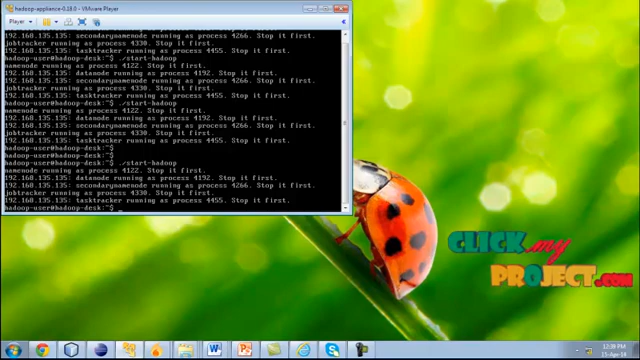 hadoop-appliance-0.18.0 - VMware Player
Player
192.168.135.135: secondarynamenode running as process 4266. Stop it first.
jobtracker running as process 4330. Stop it first.
192.168.135.135: tasktracker running as process 4455. Stop it first.
hadoop-user@hadoop-desk:~$ ./start-hadoop
namenode running as process 4122. Stop it first.
192.168.135.135: datanode running as process 4192. Stop it first.
192.168.135.135: secondarynamenode running as process 4266. Stop it first.
jobtracker running as process 4330. Stop it first.
192.168.135.135: tasktracker running as process 4455. Stop it first.
hadoop-user@hadoop-desk:~$ ./start-hadoop
namenode running as process 4122. Stop it first.
192.168.135.135: datanode running as process 4192. Stop it first.
192.168.135.135: secondarynamenode running as process 4266. Stop it first.
jobtracker running as process 4330. Stop it first.
192.168.135.135: tasktracker running as process 4455. Stop it first.
hadoop-user@hadoop-desk:~$
hadoop-user@hadoop-desk:~$
hadoop-user@hadoop-desk:~$ ./start-hadoop
namenode running as process 4122. Stop it first.
192.168.135.135: datanode running as process 4192. Stop it first.
192.168.135.135: secondarynamenode running as process 4266. Stop it first.
jobtracker running as process 4330. Stop it first.
192.168.135.135: tasktracker running as process 4455. Stop it first.
hadoop-user@hadoop-desk:~$ _
CLICK my
PROJECT.COM
12:39 PM